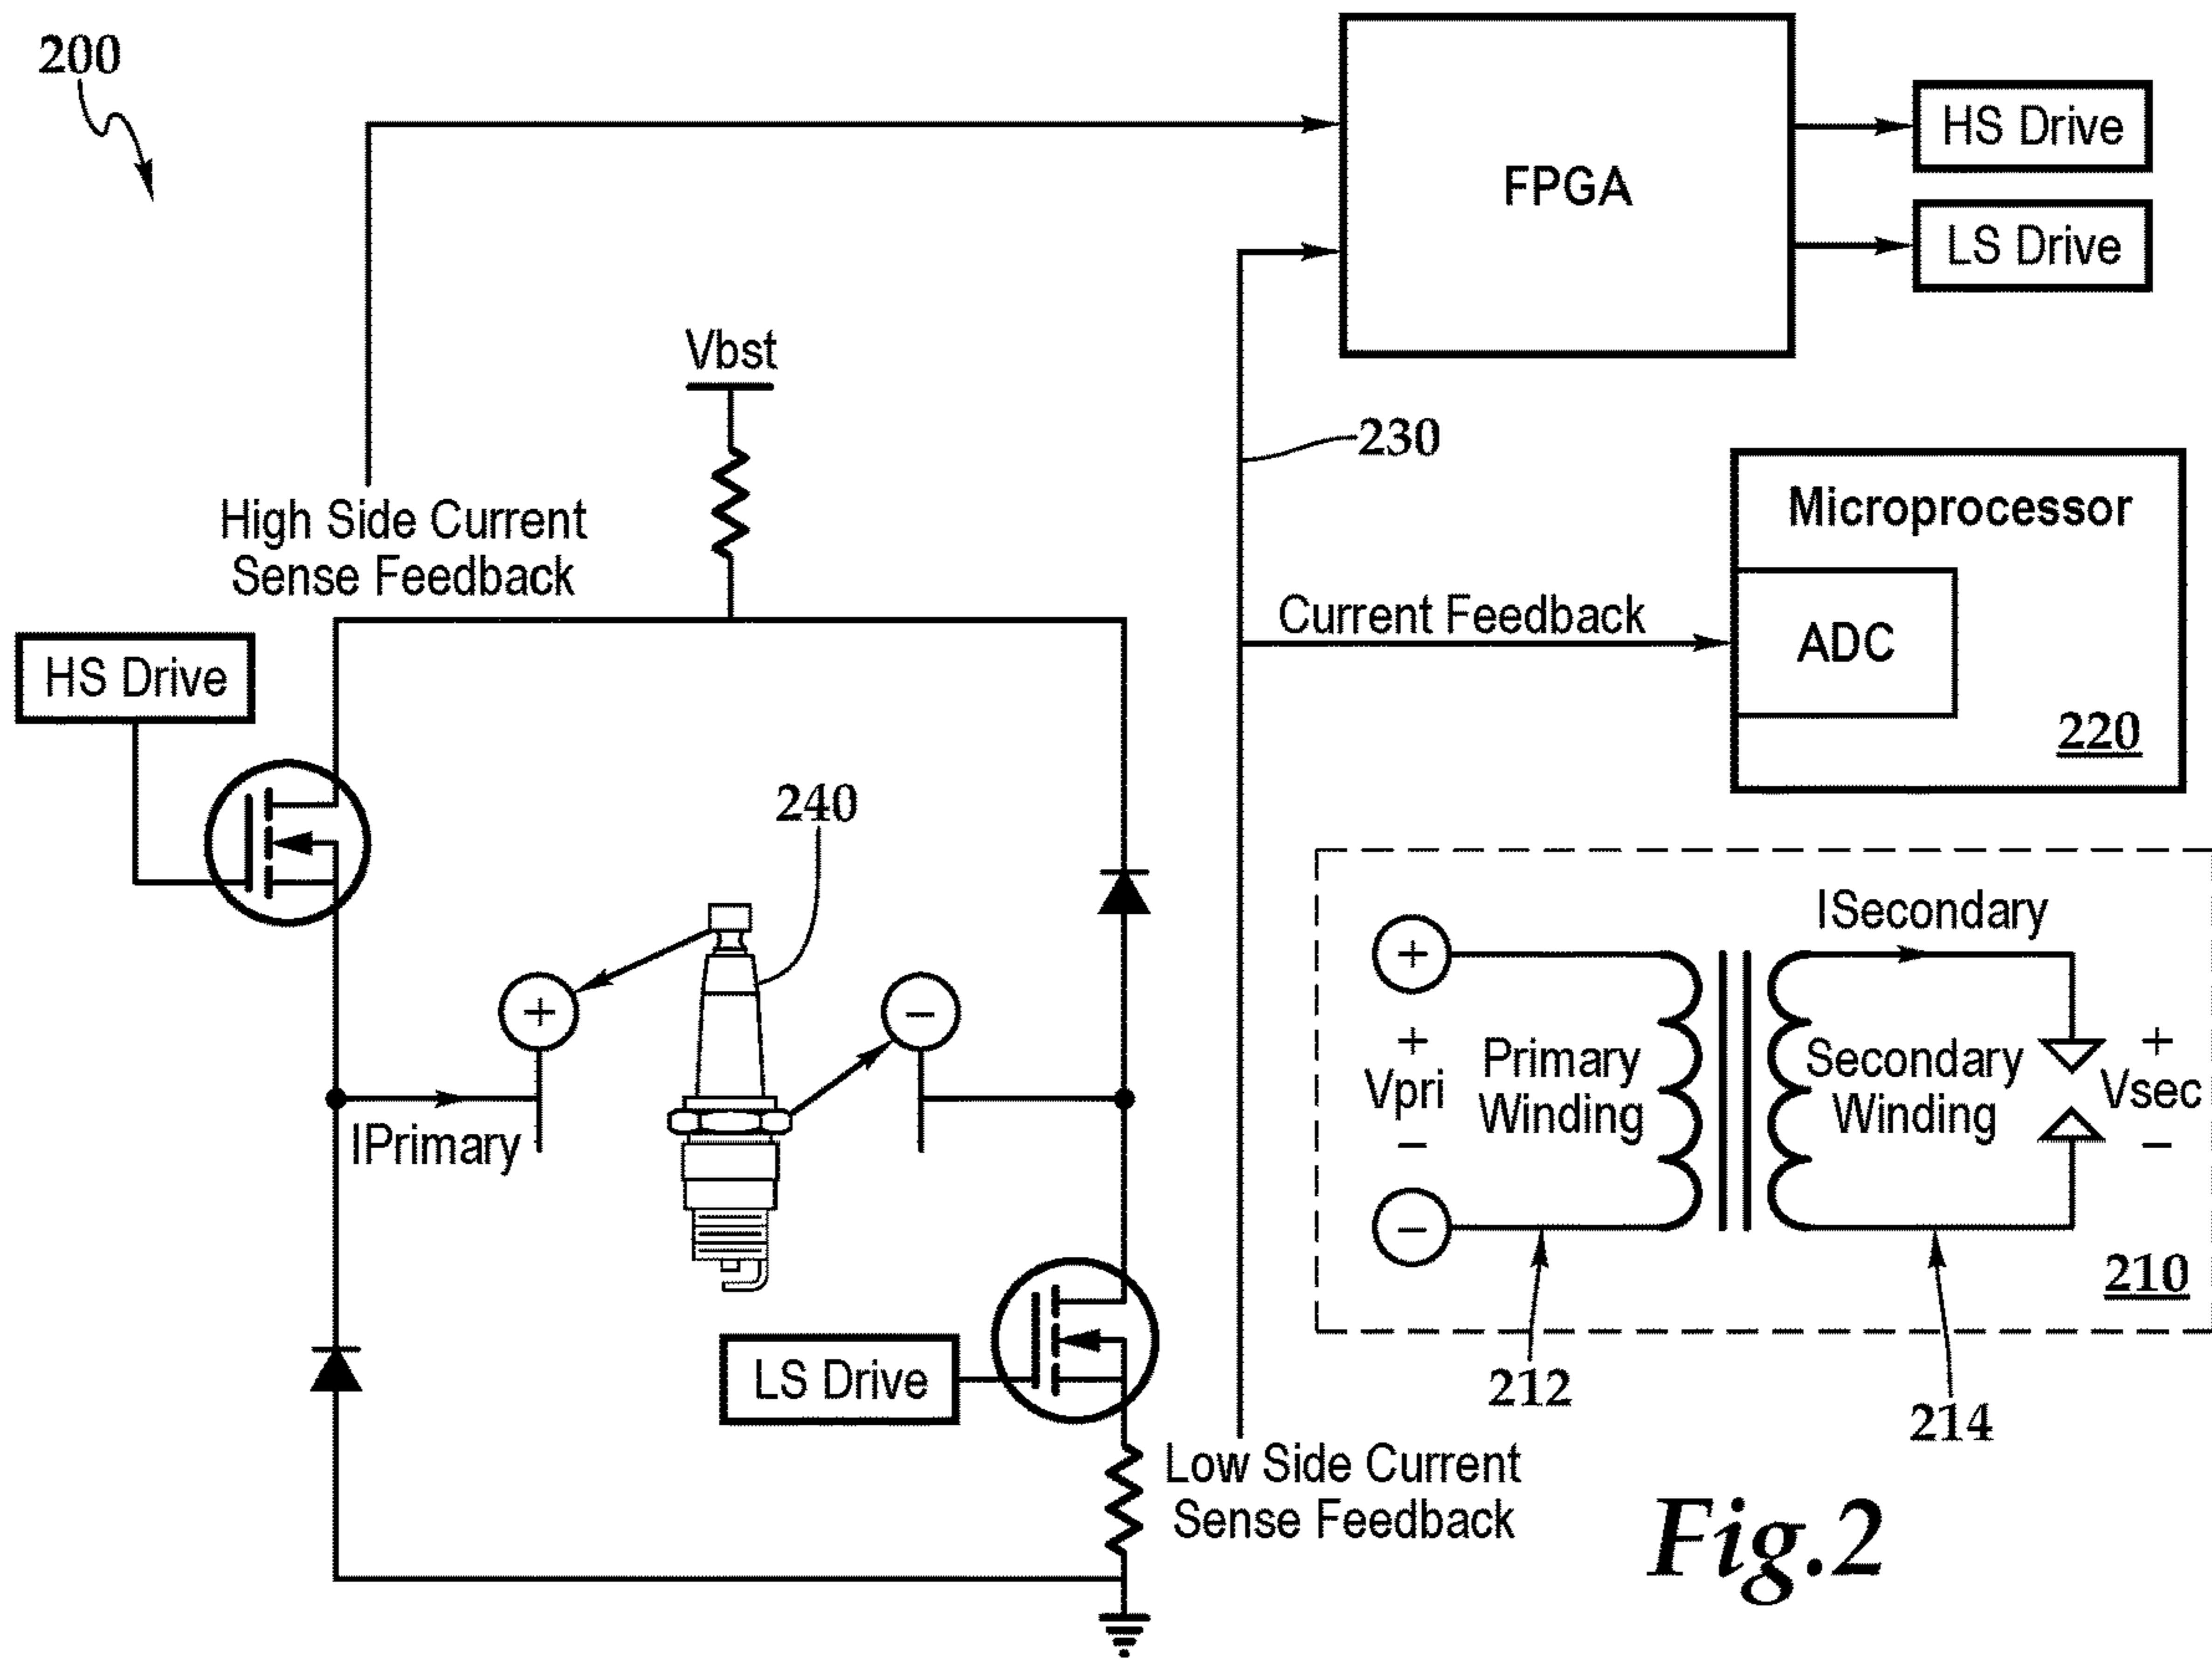 200
FPGA
HS Drive
LS Drive
Vbst
230
High Side Current
Sense Feedback
Microprocessor
ADC
220
Current Feedback
HS Drive
240
+
−
IPrimary
LS Drive
Low Side Current
Sense Feedback
ISecondary
+
+
Vpri
−
−
Primary
Winding
Secondary
Winding
+
Vsec
−
210
212
214
Fig.2